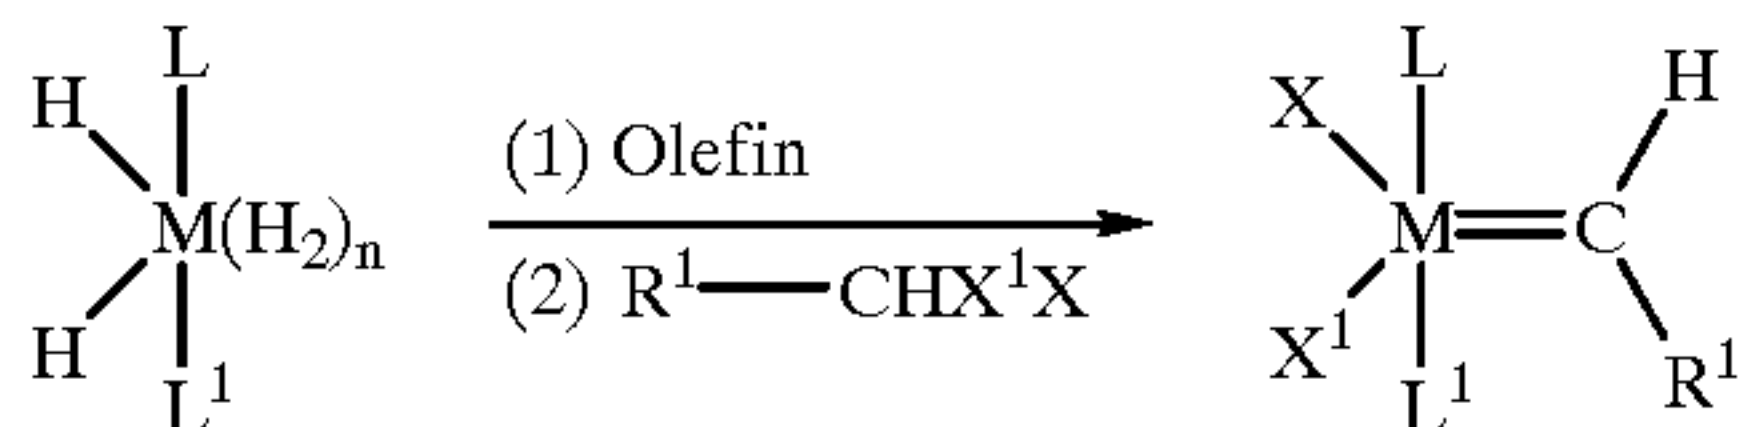 L
H
M(H₂)ₙ
H
L¹
(1) Olefin
(2) R¹—CHX¹X
L
X
H
M=C
X¹
R¹
L¹